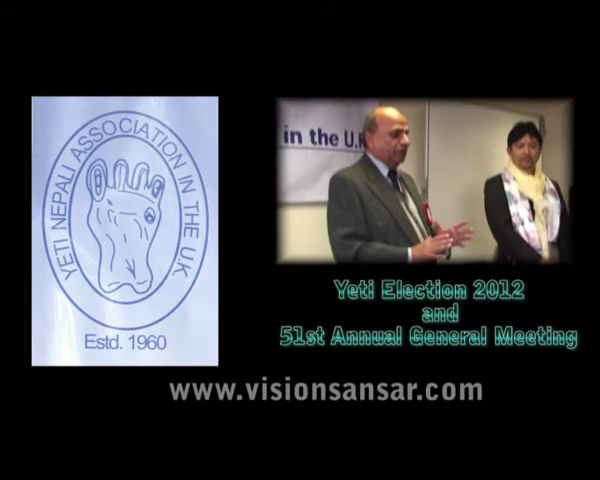 YETI NEPALI ASSOCIATION IN THE U.K
Estd. 1960
in the U.K
Yeti Election 2012
and
51st Annual General Meeting
www.visionsansar.com